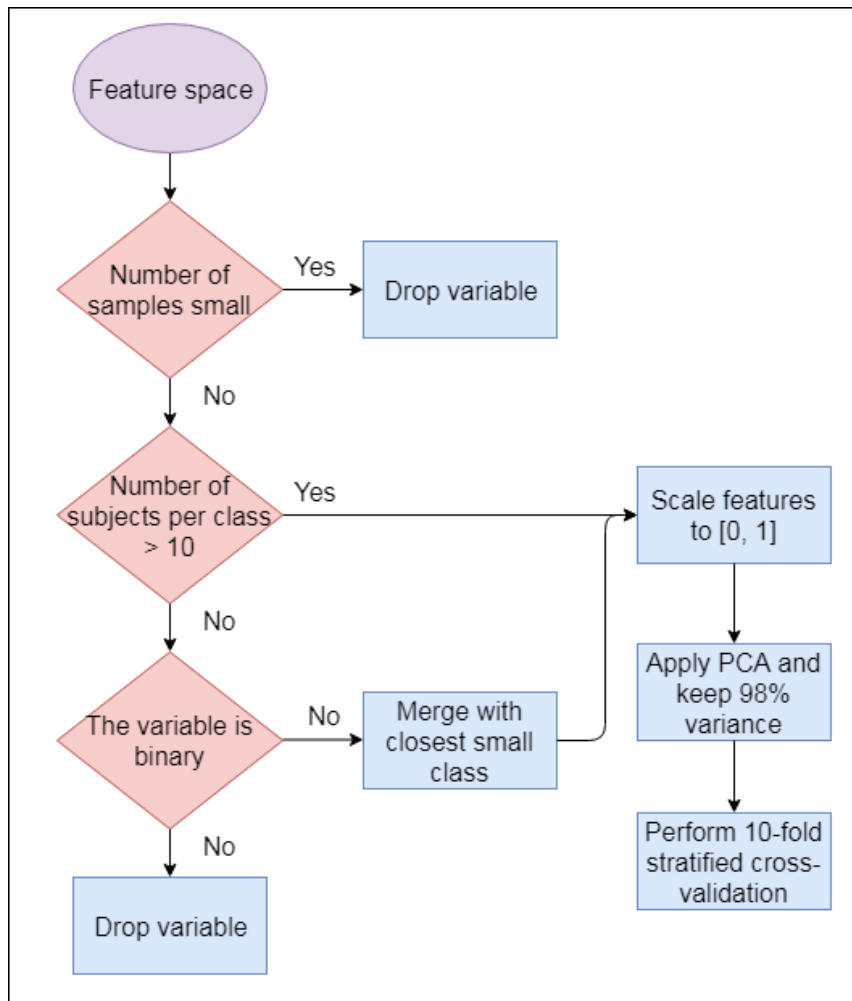 Feature space
Number of
samples small
Yes
Drop variable
No
Number of
subjects per class
> 10
Yes
Scale features
to [0, 1]
No
Apply PCA and
keep 98%
variance
The variable is
binary
No
Merge with
closest small
class
Perform 10-fold
stratified cross-
validation
No
Drop variable